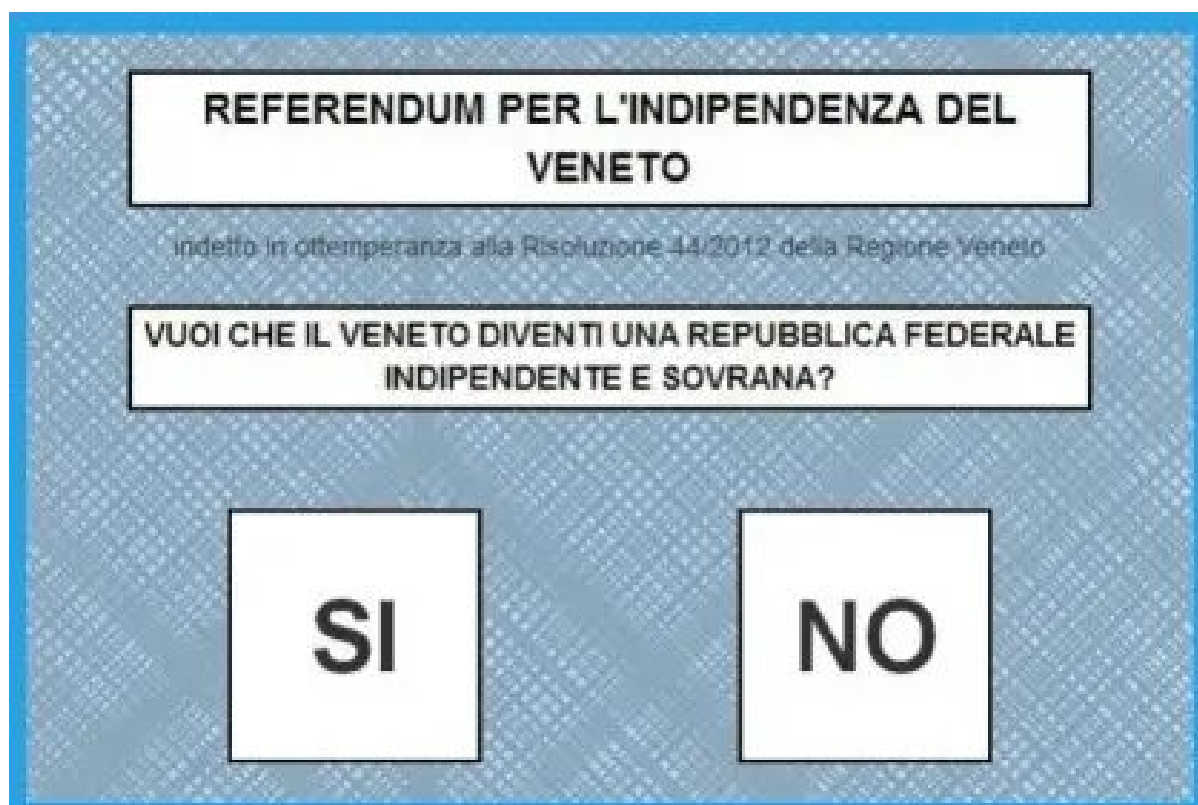 REFERENDUM PER L'INDIPENDENZA DEL
VENETO
indetto in ottemperanza alla Risoluzione 44/2012 della Regione Veneto
VUOI CHE IL VENETO DIVENTI UNA REPUBBLICA FEDERALE
INDIPENDENTE E SOVRANA?
SI
NO